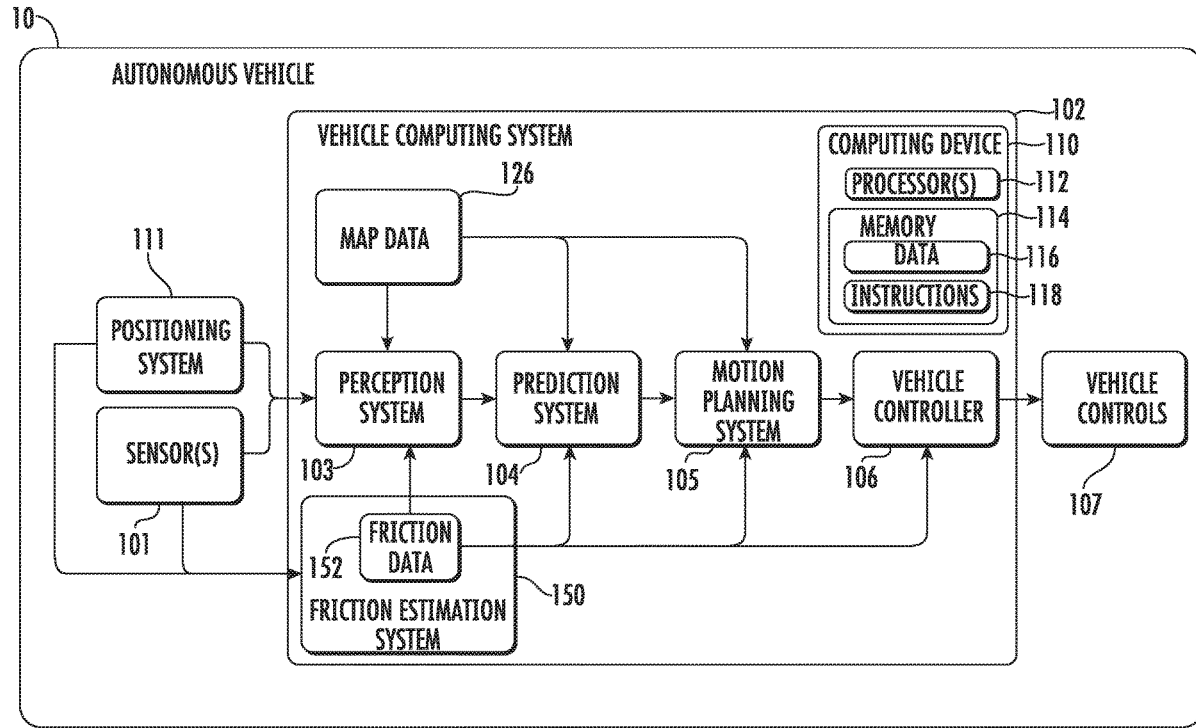 10
AUTONOMOUS VEHICLE
102
VEHICLE COMPUTING SYSTEM
COMPUTING DEVICE
110
126
PROCESSOR(S)
112
114
MEMORY
111
MAP DATA
DATA
116
INSTRUCTIONS
118
POSITIONING
SYSTEM
PERCEPTION
SYSTEM
PREDICTION
SYSTEM
MOTION
PLANNING
SYSTEM
VEHICLE
CONTROLLER
VEHICLE
CONTROLS
SENSOR(S)
103
104
105
106
107
101
152
FRICTION
DATA
150
FRICTION ESTIMATION
SYSTEM